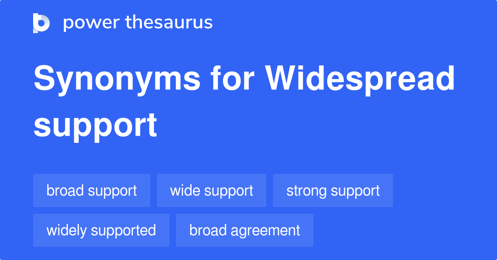 power thesaurus
Synonyms for Widespread
support
broad support wide support strong support
widely supported broad agreement